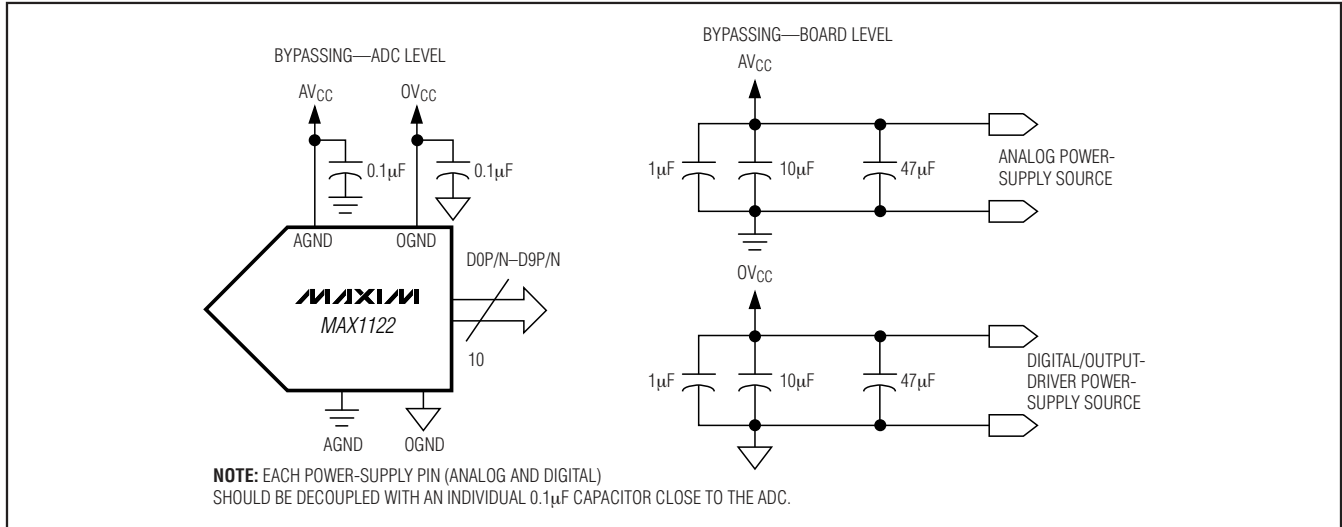 BYPASSING—ADC LEVEL
AVCC
OVCC
0.1µF
0.1µF
AGND
OGND
D0P/N–D9P/N
MAXIM
MAX1122
10
AGND
OGND
BYPASSING—BOARD LEVEL
AVCC
1µF
10µF
47µF
ANALOG POWER-
SUPPLY SOURCE
OVCC
1µF
10µF
47µF
DIGITAL/OUTPUT-
DRIVER POWER-
SUPPLY SOURCE
NOTE: EACH POWER-SUPPLY PIN (ANALOG AND DIGITAL)
SHOULD BE DECOUPLED WITH AN INDIVIDUAL 0.1µF CAPACITOR CLOSE TO THE ADC.